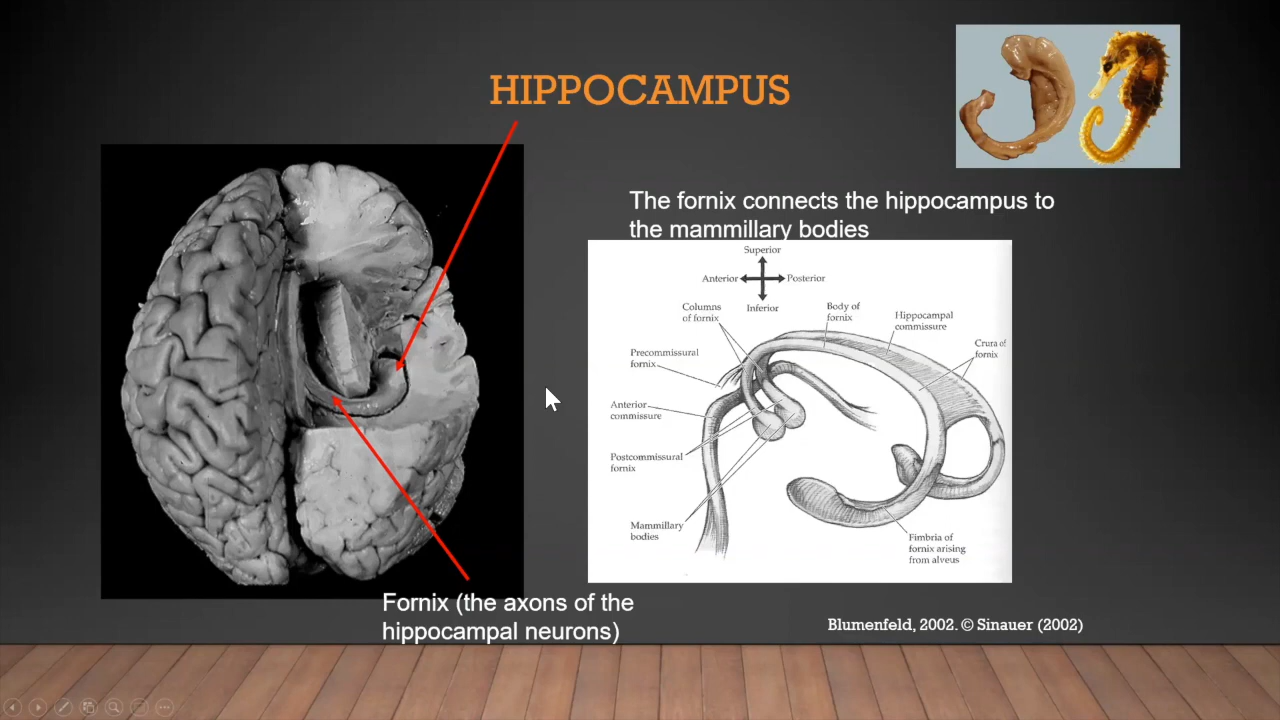 HIPPOCAMPUS
The fornix connects the hippocampus to
the mammillary bodies
Superior
Anterior
Posterior
Inferior
Columns
of fornix
Body of
fornix
Hippocampal
commissure
Crura of
fornix
Precommissural
fornix
Anterior
commissure
Postcommissural
fornix
Mammillary
bodies
Fimbria of
fornix arising
from alveus
Fornix (the axons of the
hippocampal neurons)
Blumenfeld, 2002. © Sinauer (2002)